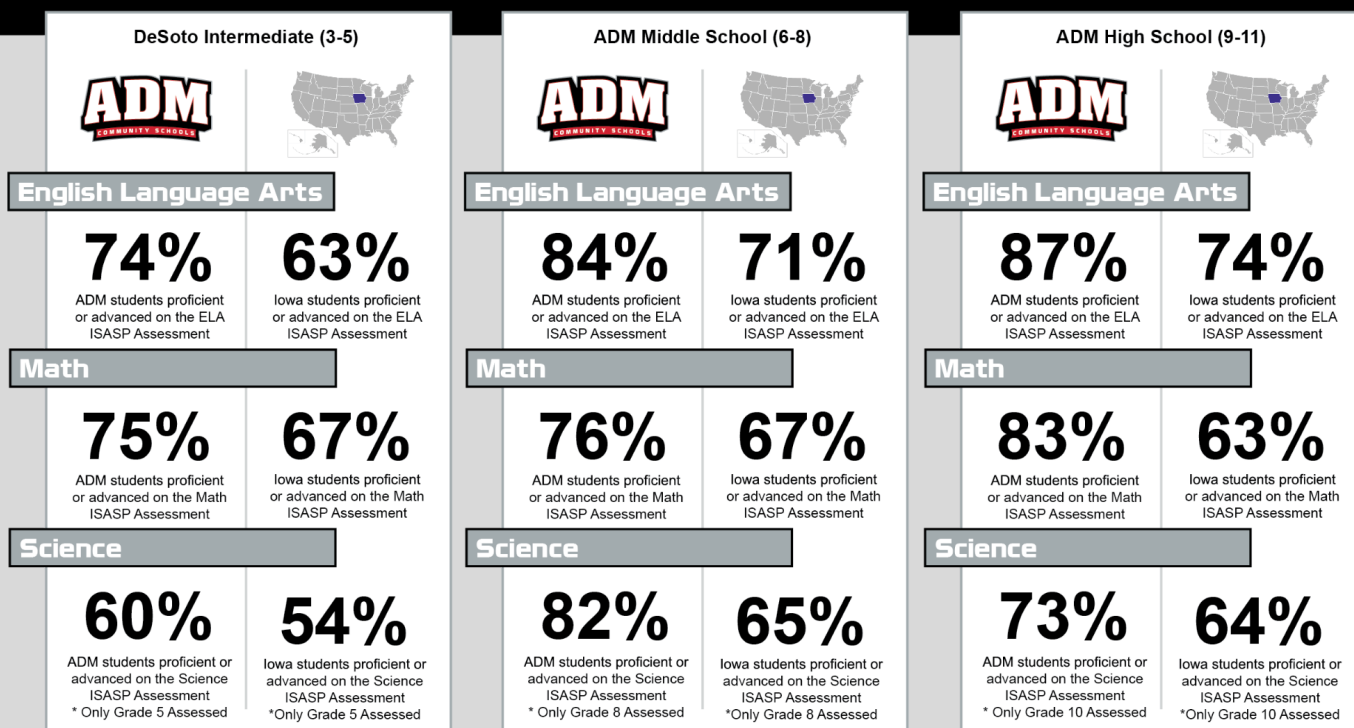 DeSoto Intermediate (3-5)
ADM
COMMUNITY SCHOOLS
English Language Arts
74%
ADM students proficient
or advanced on the ELA
ISASP Assessment
63%
Iowa students proficient
or advanced on the ELA
ISASP Assessment
Math
75%
ADM students proficient
or advanced on the Math
ISASP Assessment
67%
Iowa students proficient
or advanced on the Math
ISASP Assessment
Science
60%
ADM students proficient or
advanced on the Science
ISASP Assessment
* Only Grade 5 Assessed
54%
Iowa students proficient or
advanced on the Science
ISASP Assessment
*Only Grade 5 Assessed
ADM Middle School (6-8)
ADM
COMMUNITY SCHOOLS
English Language Arts
84%
ADM students proficient
or advanced on the ELA
ISASP Assessment
71%
Iowa students proficient
or advanced on the ELA
ISASP Assessment
Math
76%
ADM students proficient
or advanced on the Math
ISASP Assessment
67%
Iowa students proficient
or advanced on the Math
ISASP Assessment
Science
82%
ADM students proficient or
advanced on the Science
ISASP Assessment
* Only Grade 8 Assessed
65%
Iowa students proficient or
advanced on the Science
ISASP Assessment
*Only Grade 8 Assessed
ADM High School (9-11)
ADM
COMMUNITY SCHOOLS
English Language Arts
87%
ADM students proficient
or advanced on the ELA
ISASP Assessment
74%
Iowa students proficient
or advanced on the ELA
ISASP Assessment
Math
83%
ADM students proficient
or advanced on the Math
ISASP Assessment
63%
Iowa students proficient
or advanced on the Math
ISASP Assessment
Science
73%
ADM students proficient or
advanced on the Science
ISASP Assessment
* Only Grade 10 Assessed
64%
Iowa students proficient or
advanced on the Science
ISASP Assessment
*Only Grade 10 Assessed